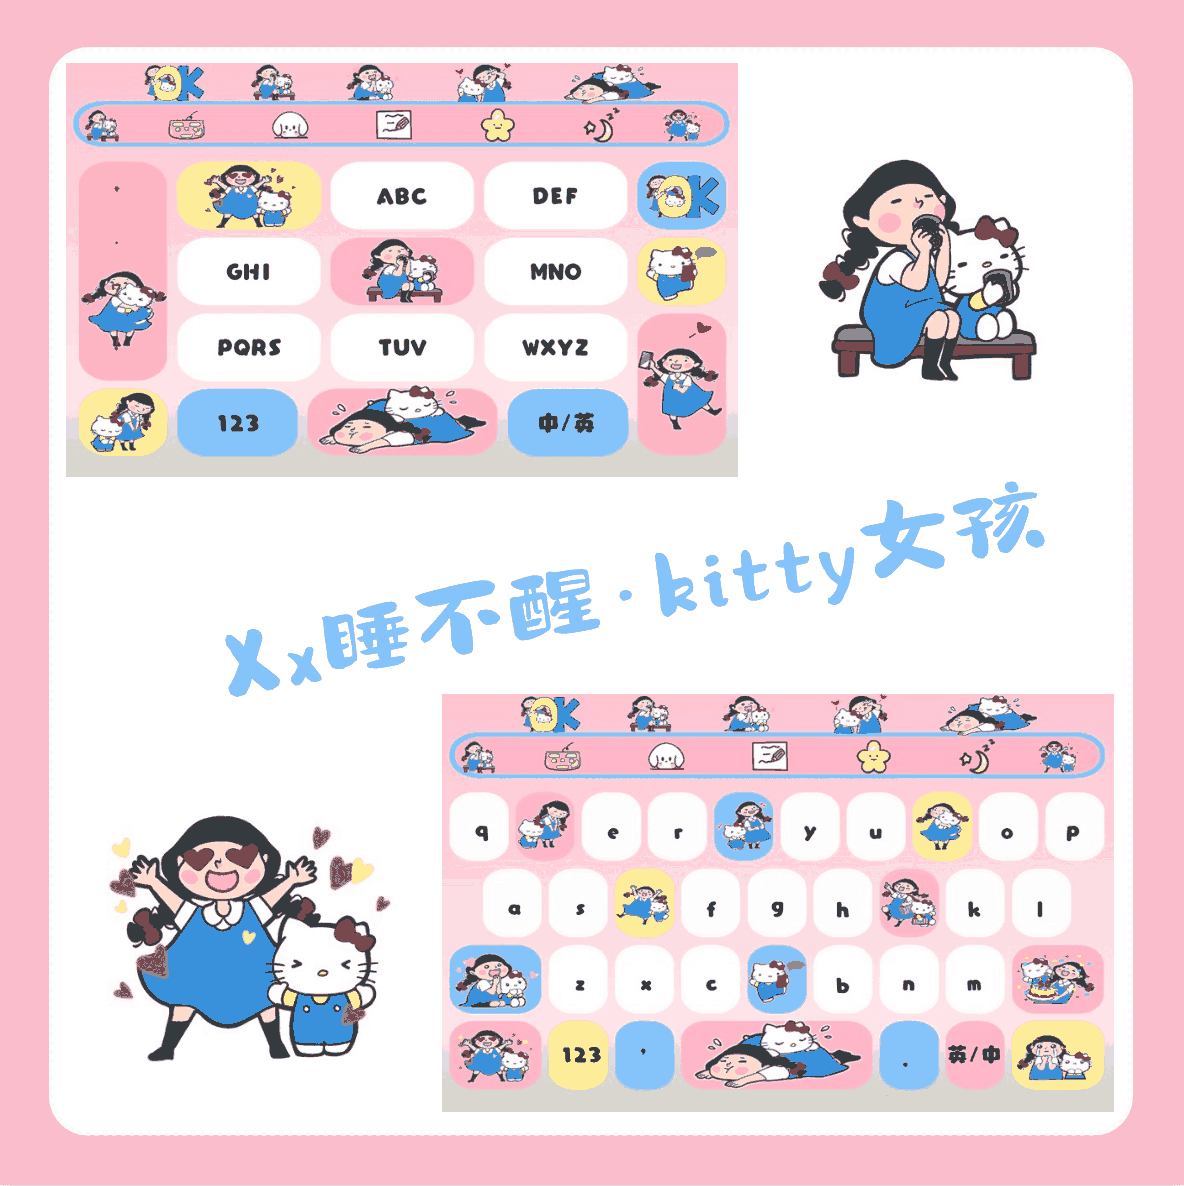 OK
ABC DEF OK
GHI MNO
PQRS TUV WXYZ
123 中/英
Xx睡不醒·kitty女孩
OK
q e r y u o p
a s f g h k l
z x c b n m
123 , . 英/中